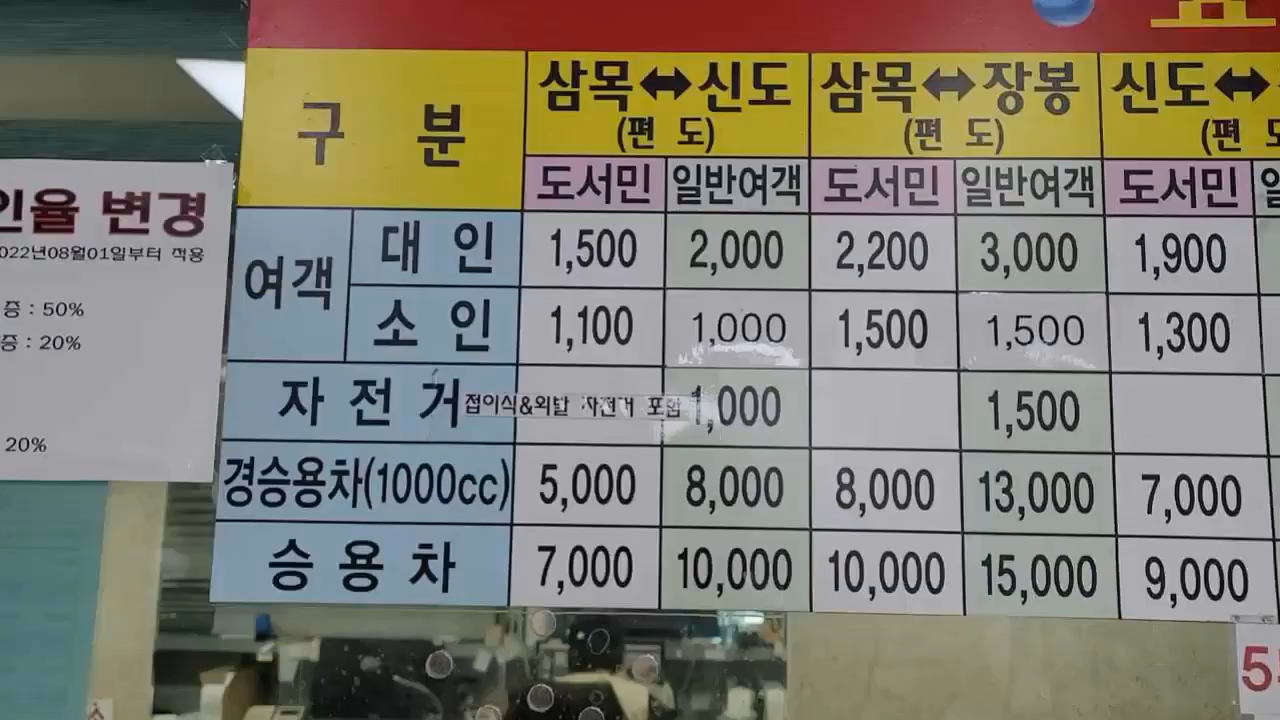 인율 변경
022년08월01일부터 적용
증 : 50%
증 : 20%
20%
구 분
삼목↔신도
(편 도)
삼목↔장봉
(편 도)
신도↔
(편
도서민 일반여객 도서민 일반여객 도서민
여객
대 인 1,500 2,000 2,200 3,000 1,900
소 인 1,100 1,000 1,500 1,500 1,300
자 전 거 접이식&외발 자전거 포함 1,000 1,500
경승용차(1000cc) 5,000 8,000 8,000 13,000 7,000
승 용 차 7,000 10,000 10,000 15,000 9,000
5